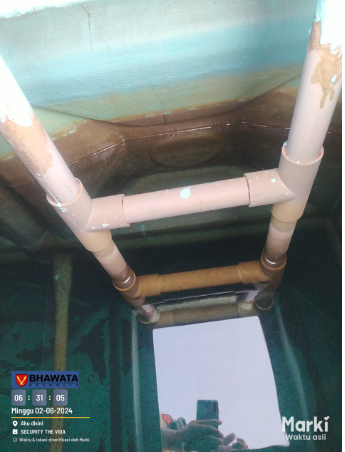 BHAWATA
06 : 31 : 05
Minggu 02-06-2024
Aku disini
SECURITY THE VIDA
Waktu & lokasi diverifikasi oleh Marki
Marki
Waktu asli